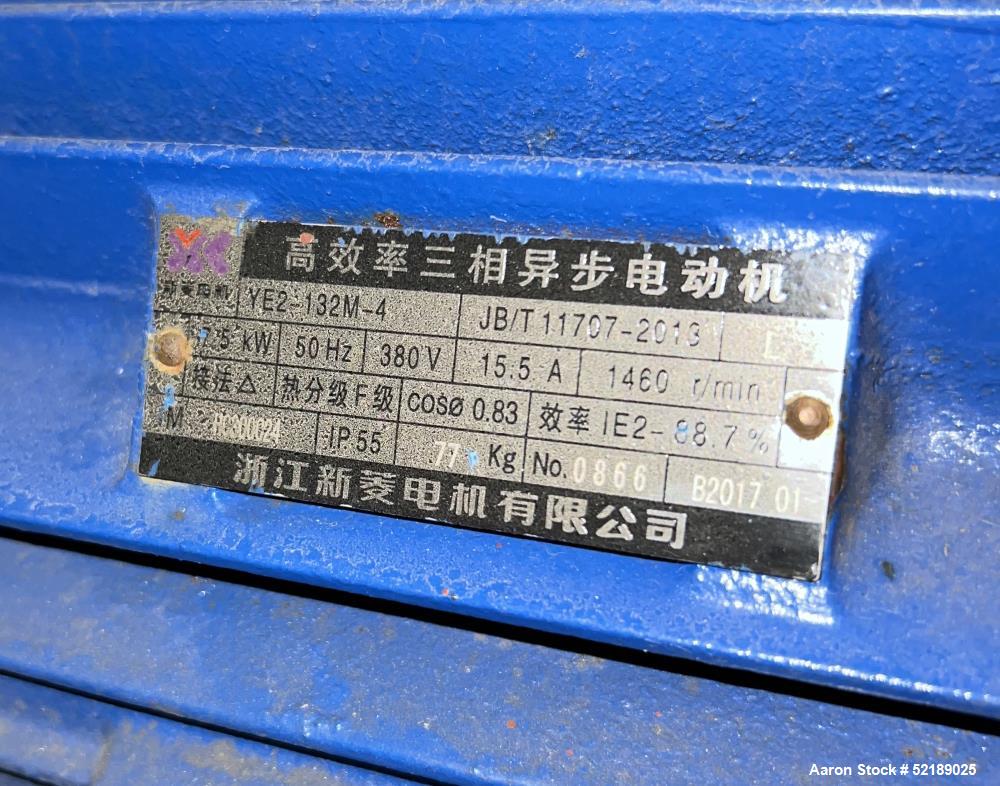 高效率三相异步电动机
YE2-132M-4 JB/T 11707-2013
7.5 kW 50 Hz 380 V 15.5 A 1460 r/min
接法 △ 热分级 F 级 cosø 0.83 效率 IE2-88.7%
IP 55 77 Kg No. 0866 B2017 01
浙江新菱电机有限公司
Aaron Stock # 52189025